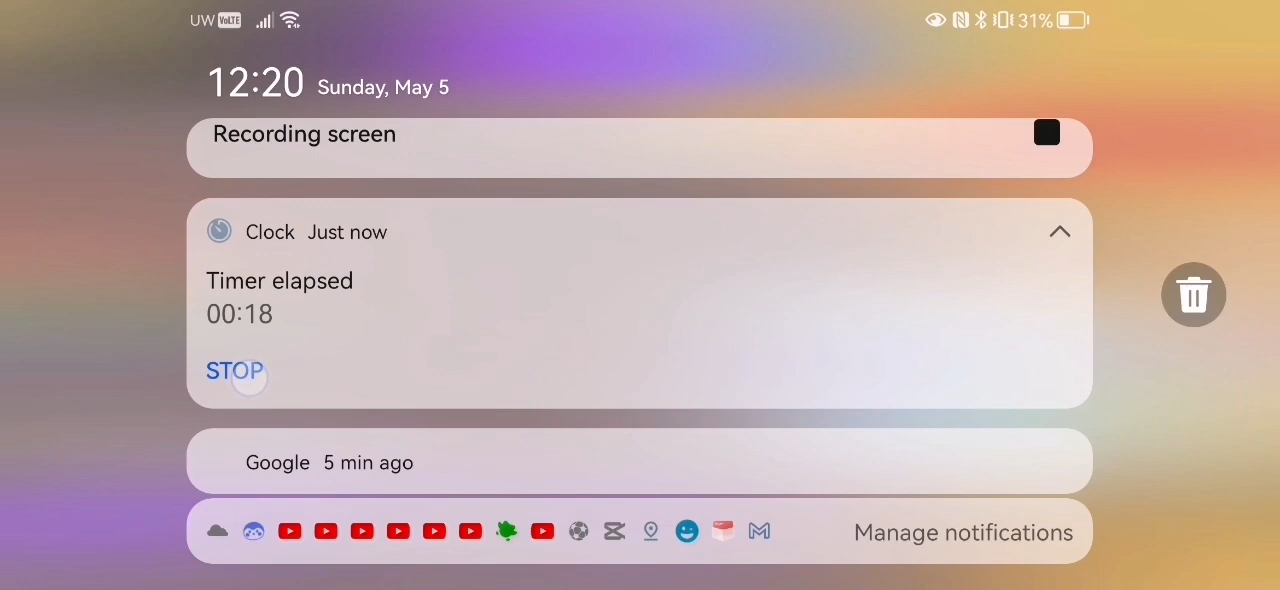 UW VoLTE 31%
12:20 Sunday, May 5
Recording screen
Clock Just now
Timer elapsed
00:18
STOP
Google 5 min ago
Manage notifications